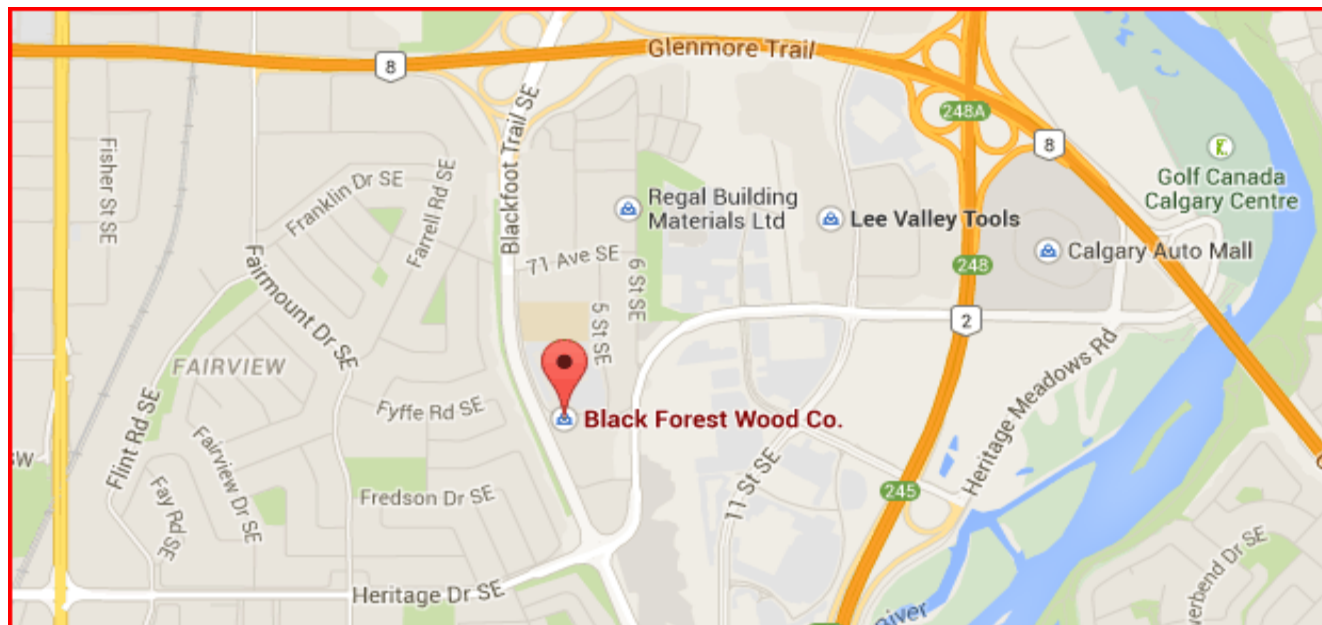 Glenmore Trail
8
248A
8
Golf Canada
Calgary Centre
Fisher St SE
Blackfoot Trail SE
Franklin Dr SE
Farrell Rd SE
Regal Building
Materials Ltd
Lee Valley Tools
Calgary Auto Mall
71 Ave SE
6 St SE
248
2
Fairmount Dr SE
5 St SE
FAIRVIEW
Heritage Meadows Rd
Fyffe Rd SE
Black Forest Wood Co.
Flint Rd SE
Fairview Dr SE
SW
Fay Rd SE
Fredson Dr SE
11 St SE
245
Heritage Dr SE
River
uerbend Dr SE